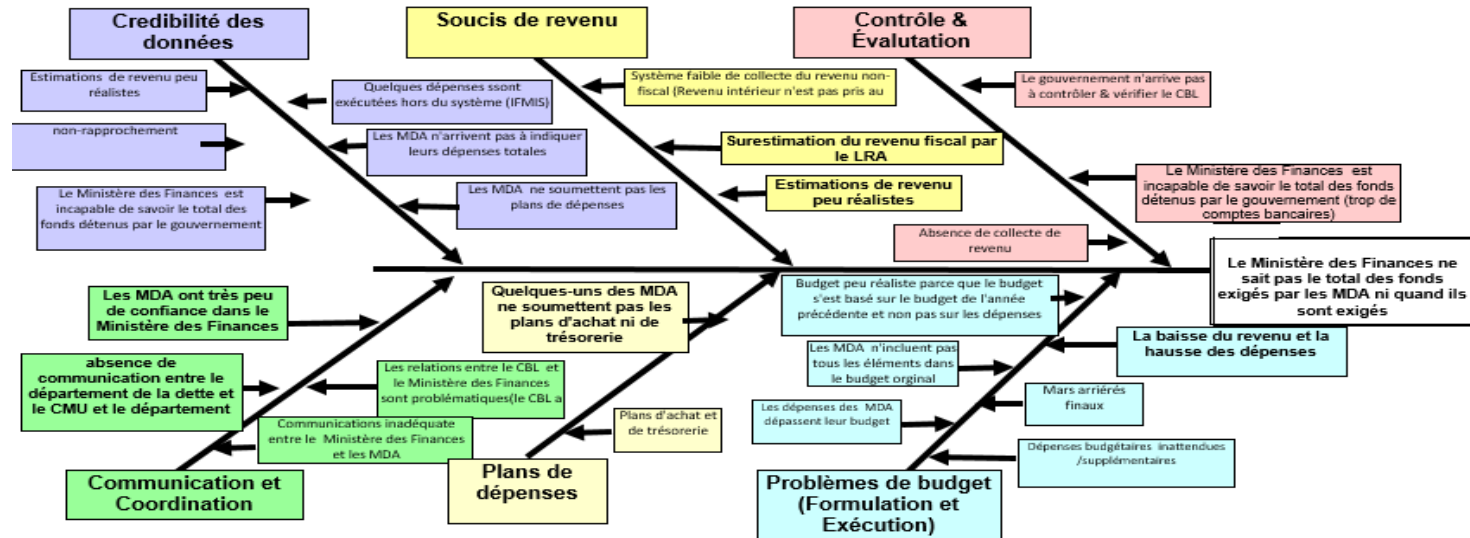 Credibilité des
données
Soucis de revenu
Contrôle &
Évalutation
Estimations de revenu peu
réalistes
Quelques dépenses ssont
exécutées hors du système (IFMIS)
non-rapprochement
Les MDA n'arrivent pas à indiquer
leurs dépenses totales
Le Ministère des Finances est
incapable de savoir le total des
fonds détenus par le gouvernement
Les MDA ne soumettent pas les
plans de dépenses
Système faible de collecte du revenu non-
fiscal (Revenu intérieur n'est pas pris au
Surestimation du revenu fiscal par
le LRA
Estimations de revenu
peu réalistes
Le gouvernement n'arrive pas
à contrôler & vérifier le CBL
Le Ministère des Finances est
incapable de savoir le total des fonds
détenus par le gouvernement (trop de
comptes bancaires)
Absence de collecte de
revenu
Le Ministère des Finances ne
sait pas le total des fonds
exigés par les MDA ni quand ils
sont exigés
Les MDA ont très peu
de confiance dans le
Ministère des Finances
absence de
communication entre le
département de la dette et
le CMU et le département
Les relations entre le CBL et
le Ministère des Finances
sont problématiques(le CBL a
Communications inadéquate
entre le Ministère des Finances
et les MDA
Communication et
Coordination
Quelques-uns des MDA
ne soumettent pas les
plans d'achat ni de
trésorerie
Plans d'achat et
de trésorerie
Plans de
dépenses
Budget peu réaliste parce que le budget
s'est basé sur le budget de l'année
précédente et non pas sur les dépenses
Les MDA n'incluent pas
tous les éléments dans
le budget orginal
Les dépenses des MDA
dépassent leur budget
La baisse du revenu et la
hausse des dépenses
Mars arriérés
finaux
Dépenses budgétaires inattendues
/supplémentaires
Problèmes de budget
(Formulation et
Exécution)